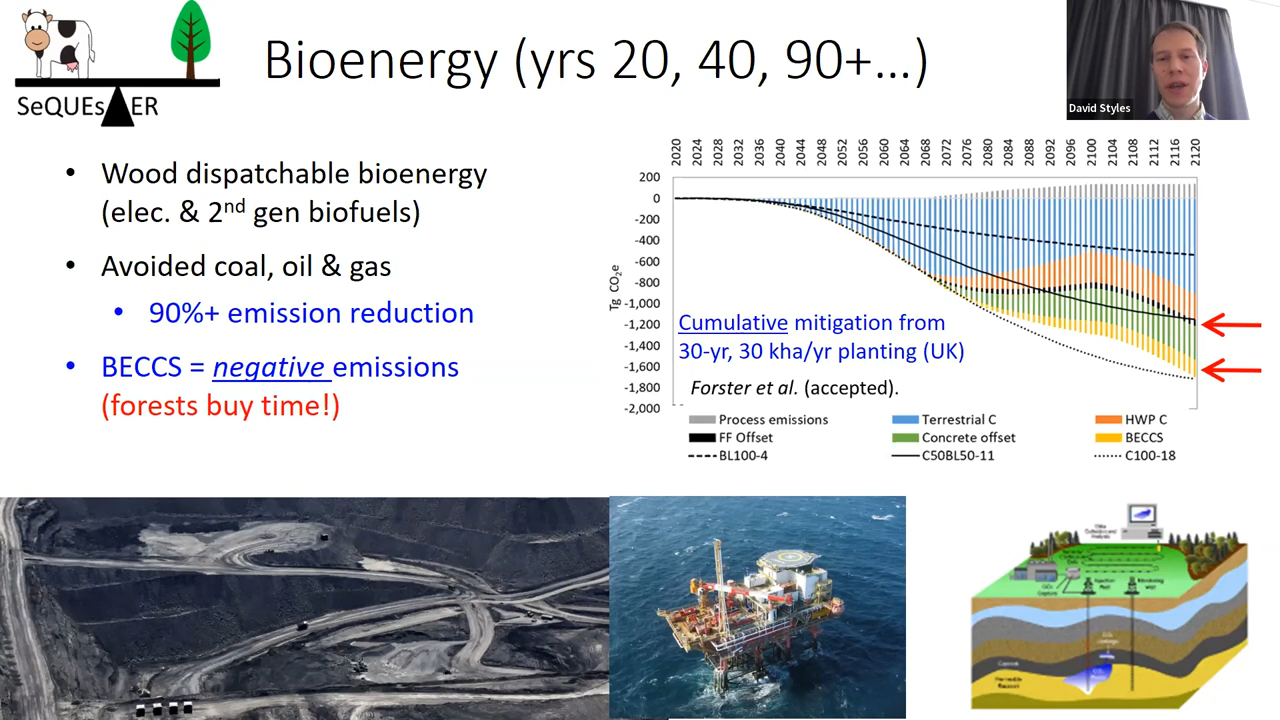 SeQUEsTER
Bioenergy (yrs 20, 40, 90+…)
David Styles
• Wood dispatchable bioenergy
(elec. & 2nd gen biofuels)
• Avoided coal, oil & gas
• 90%+ emission reduction
• BECCS = negative emissions
(forests buy time!)
2020 2024 2028 2032 2036 2040 2044 2048 2052 2056 2060 2064 2068 2072 2076 2080 2084 2088 2092 2096 2100 2104 2108 2112 2116 2120
200
0
-200
-400
-600
-800
-1,000
-1,200
-1,400
-1,600
-1,800
-2,000
Tg CO2e
Cumulative mitigation from
30-yr, 30 kha/yr planting (UK)
Forster et al. (accepted).
Process emissions Terrestrial C HWP C
FF Offset Concrete offset BECCS
BL100-4 C50BL50-11 C100-18